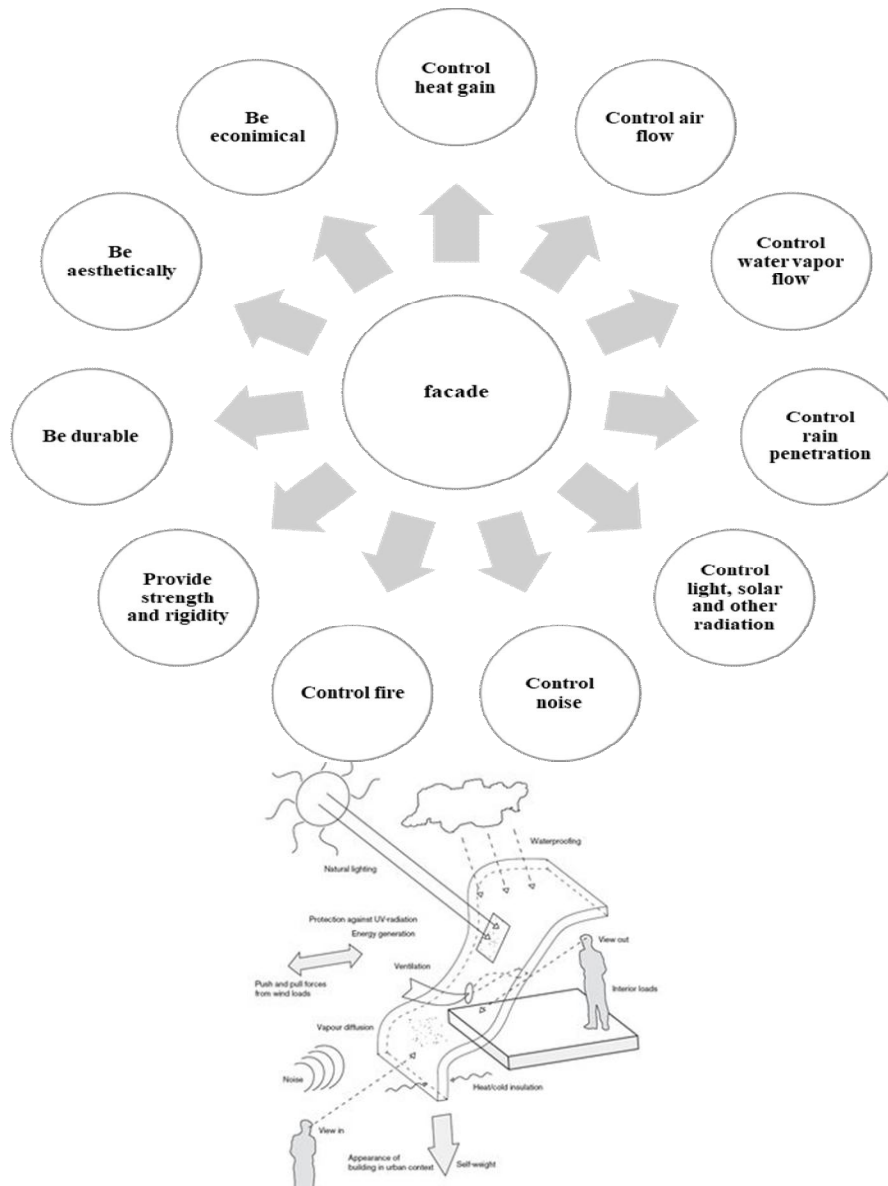 Control
heat gain
Control air
flow
Control
water vapor
flow
Control
rain
penetration
Control
light, solar
and other
radiation
Control
noise
Control fire
Provide
strength
and rigidity
Be durable
Be
aesthetically
Be
econimical
facade
Waterproofing
Natural lighting
Protection against UV-radiation
Energy generation
View out
Ventilation
Push and pull forces
from wind loads
Interior loads
Vapour diffusion
Noise
Heat/cold insulation
View in
Appearance of
building in urban context
Self-weight